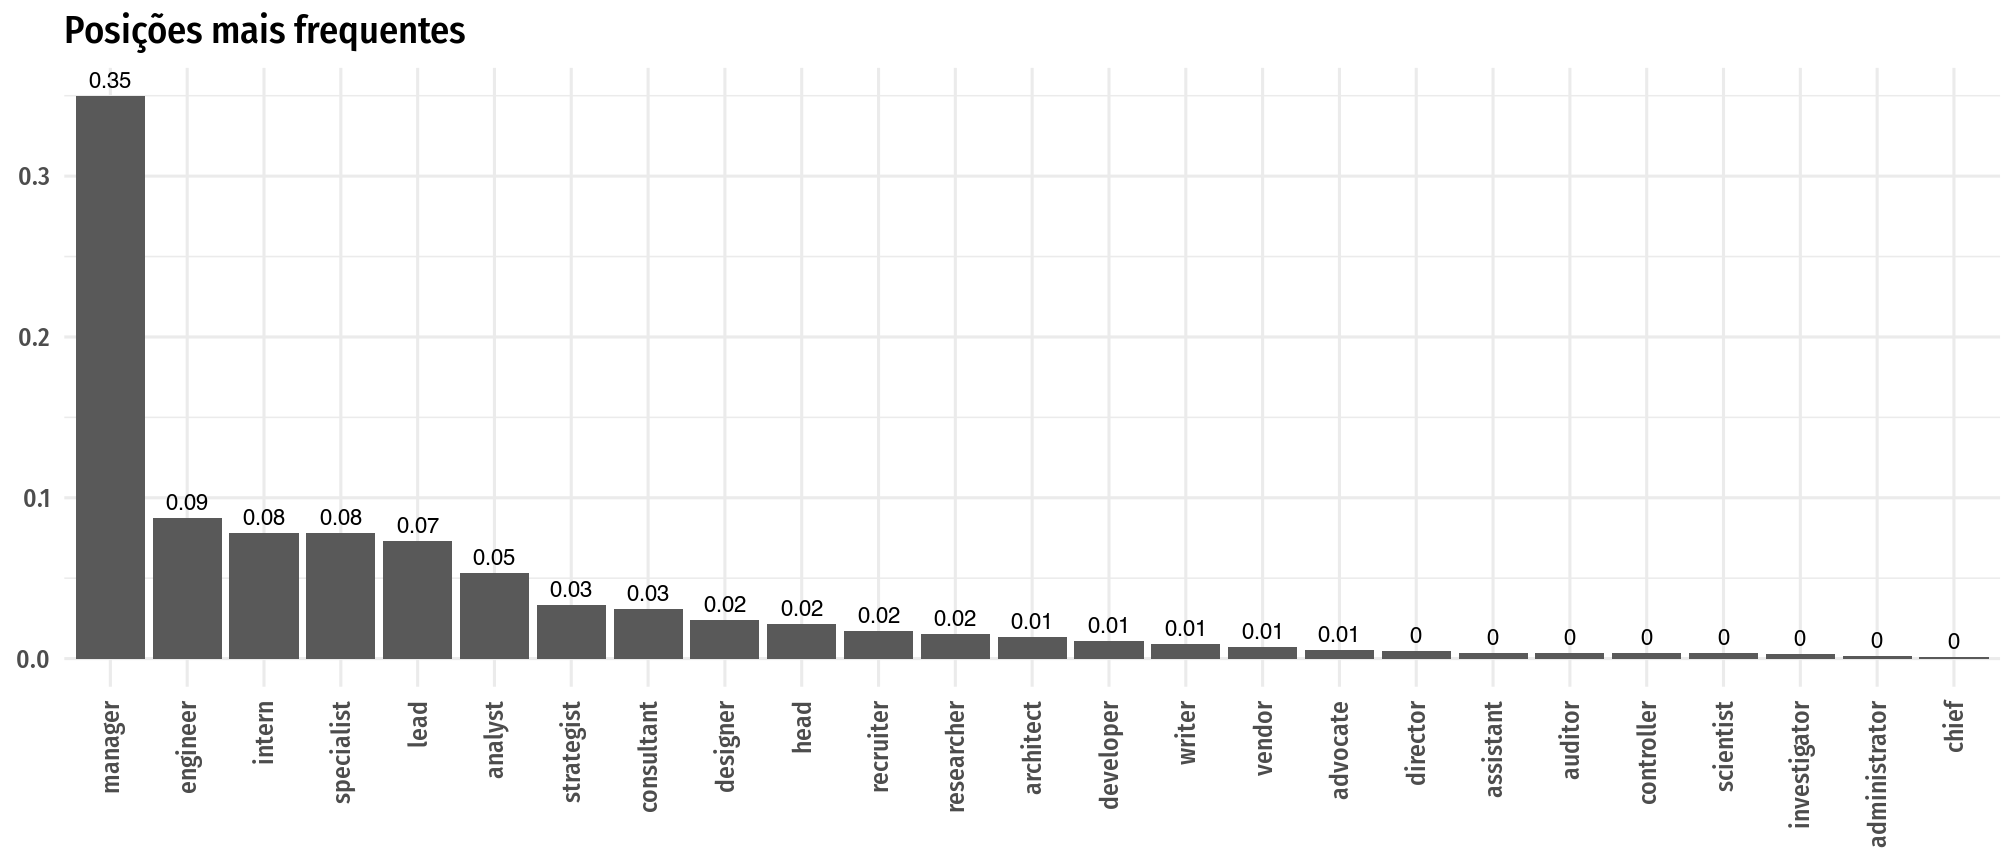 Posições mais frequentes
0.35
0.3
0.2
0.1
0.09
0.08
0.08
0.07
0.05
0.03
0.03
0.02
0.02
0.02
0.02
0.01
0.01
0.01
0.01
0.01
0
0
0
0
0
0
0
0
0.0
manager
engineer
intern
specialist
lead
analyst
strategist
consultant
designer
head
recruiter
researcher
architect
developer
writer
vendor
advocate
director
assistant
auditor
controller
scientist
investigator
administrator
chief